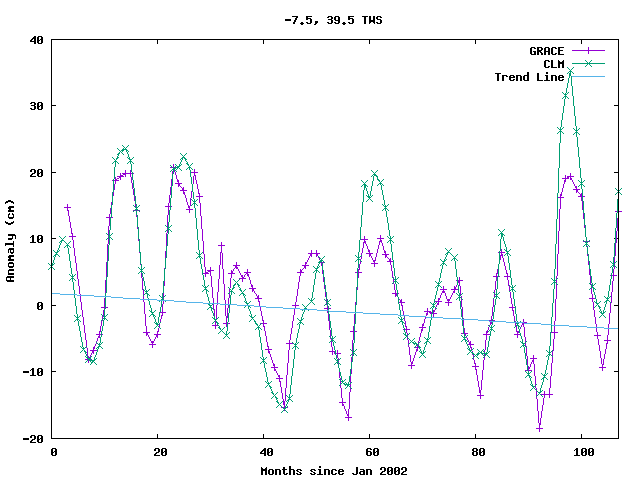 -7.5, 39.5 TWS
GRACE
CLM
Trend Line
40
30
20
10
0
-10
-20
Anomaly (cm)
0 20 40 60 80 100
Months since Jan 2002